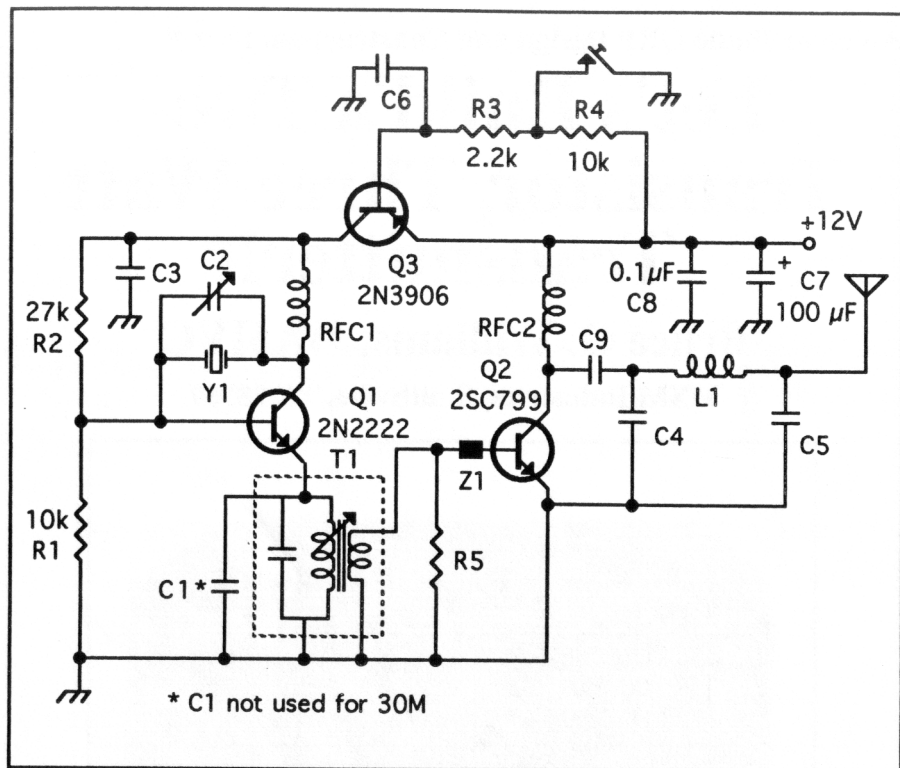 C6
R3
R4
2.2k
10k
+12V
C3
C2
Q3
2N3906
0.1µF
C8
+
C7
100 µF
27k
R2
RFC1
RFC2
C9
Y1
Q1
2N2222
T1
Q2
2SC799
L1
C4
C5
Z1
10k
R1
C1*
R5
* C1 not used for 30M